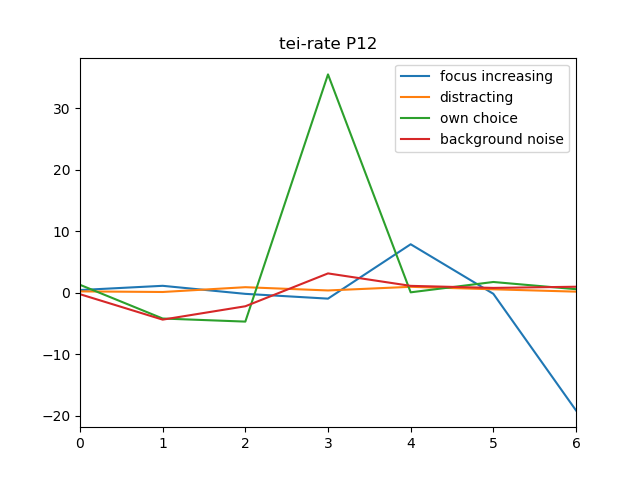 tei-rate P12
focus increasing
distracting
own choice
background noise
30
20
10
0
−10
−20
0 1 2 3 4 5 6